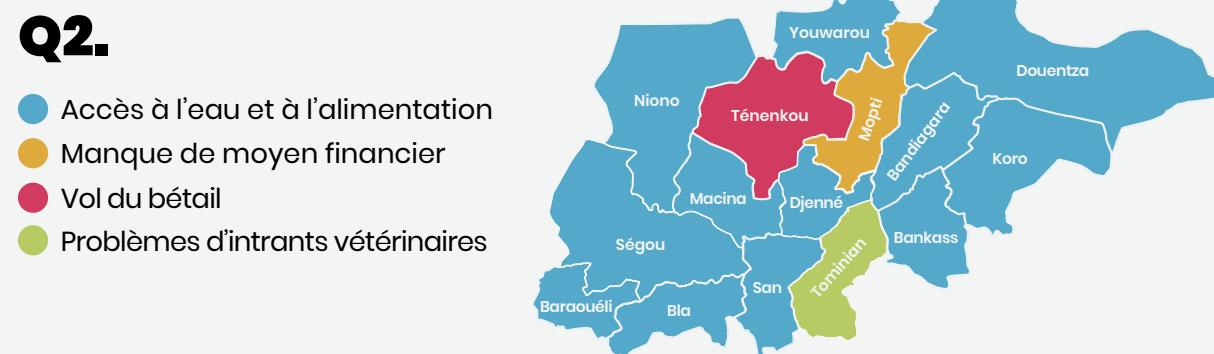 Q2.
Accès à l'eau et à l'alimentation
Manque de moyen financier
Vol du bétail
Problèmes d'intrants vétérinaires
Youwarou
Douentza
Niono
Ténenkou
Mopti
Bandiagara
Koro
Macina
Djenné
Ségou
Bankass
Tominian
San
Baraouéli
Bla